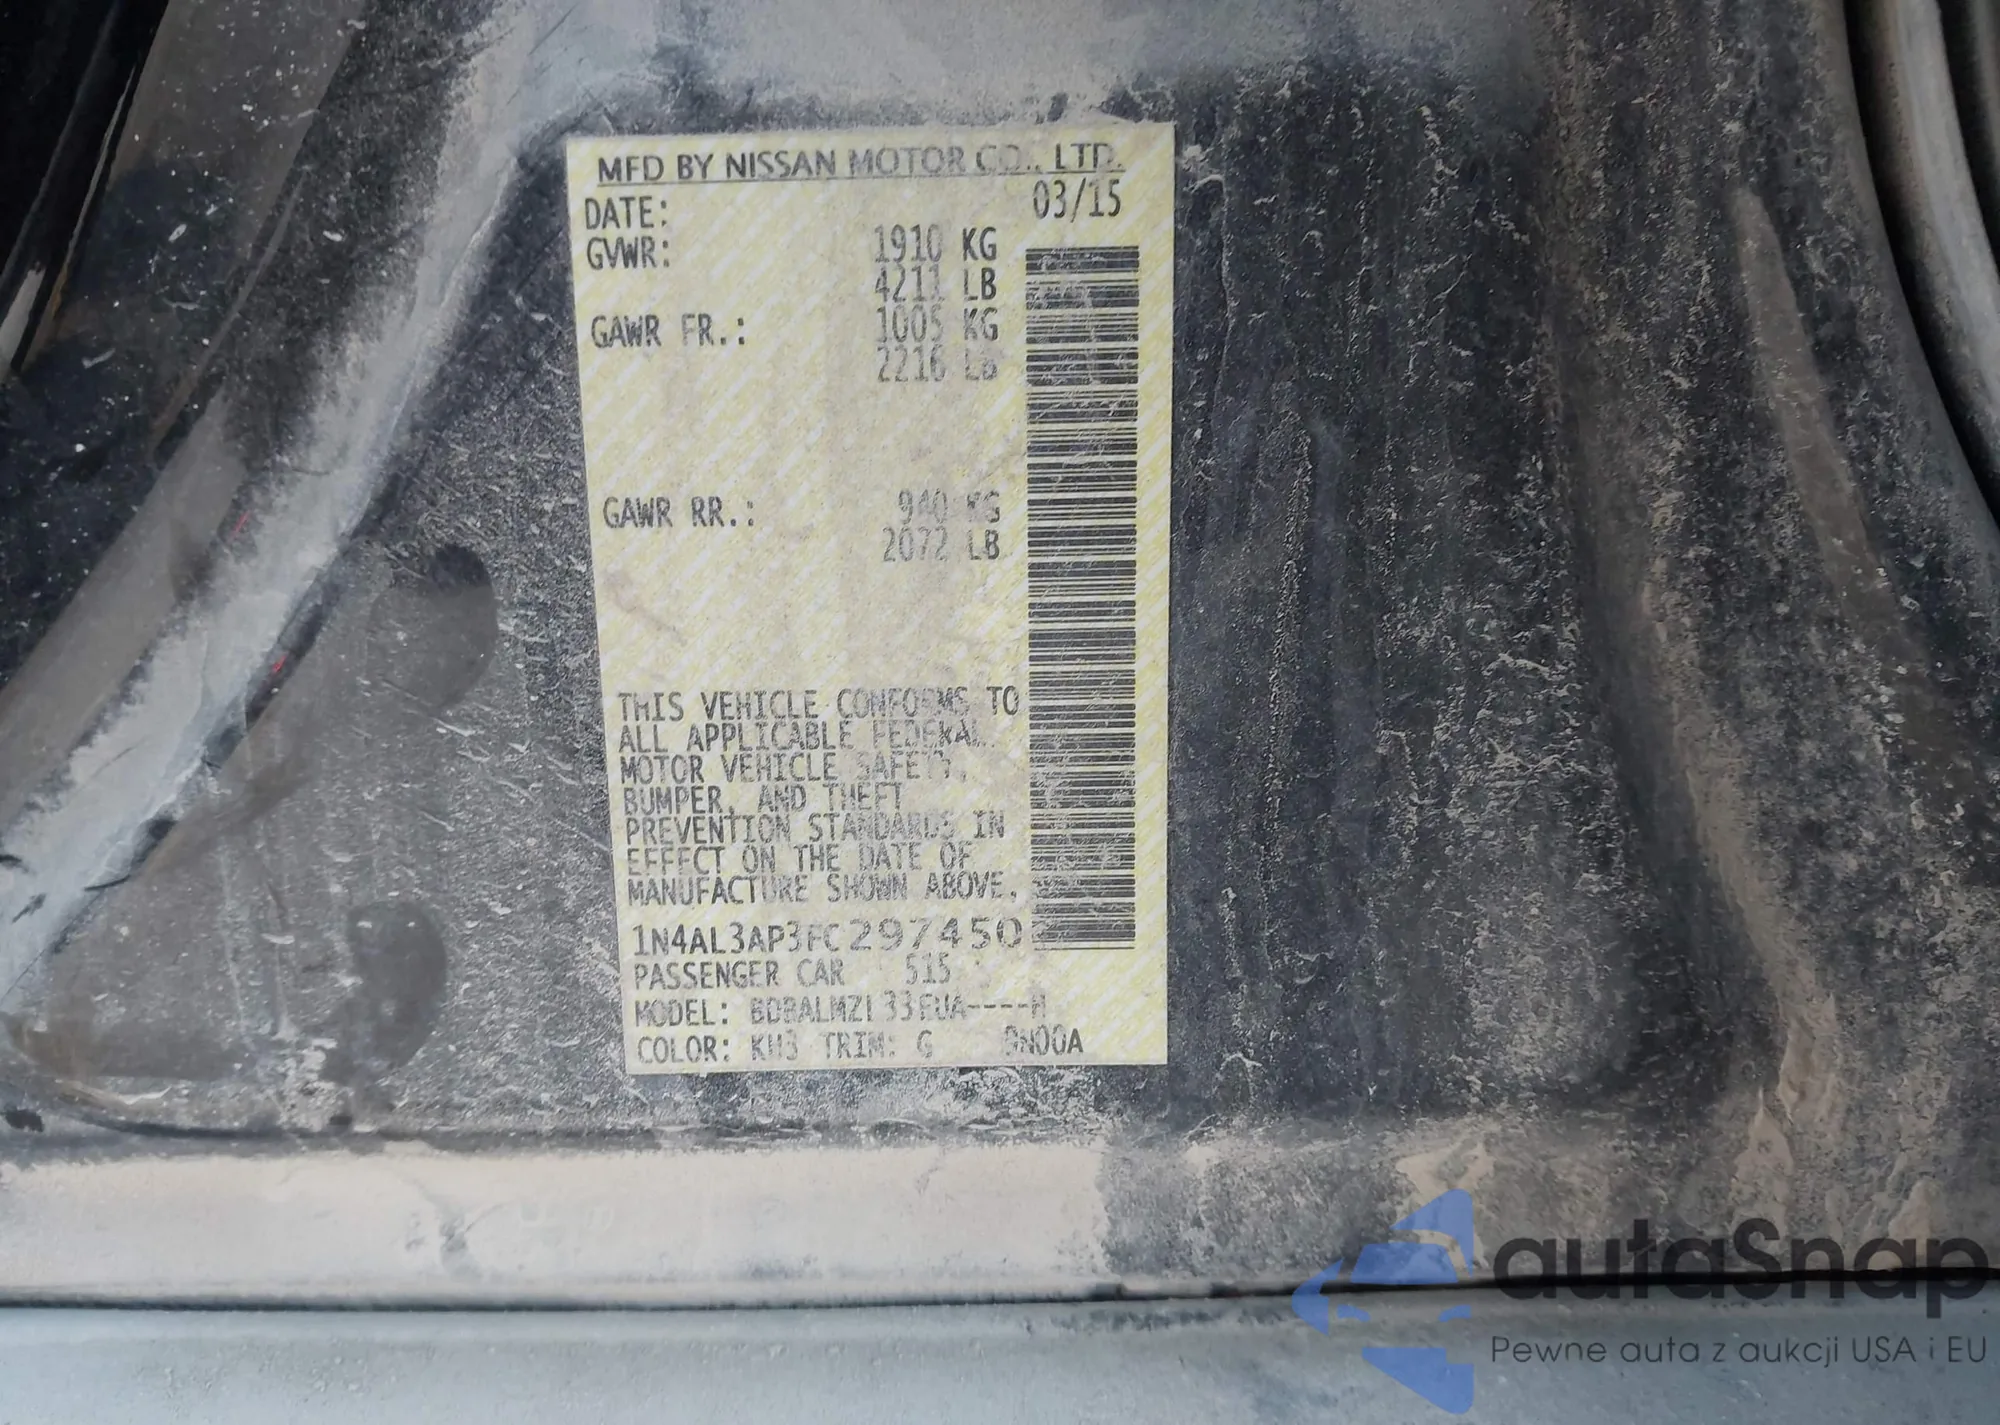 MFD BY NISSAN MOTOR CO., LTD.
DATE: 03/15
GVWR: 1910 KG
4211 LB
GAWR FR.: 1005 KG
2216 LB
GAWR RR.: 940 KG
2072 LB
THIS VEHICLE CONFORMS TO
ALL APPLICABLE FEDERAL
MOTOR VEHICLE SAFETY,
BUMPER, AND THEFT
PREVENTION STANDARDS IN
EFFECT ON THE DATE OF
MANUFACTURE SHOWN ABOVE.
1N4AL3AP3FC297450
PASSENGER CAR 515
MODEL:
COLOR: KH3 TRIM: G
autaSnap
Pewne auta z aukcji USA i EU